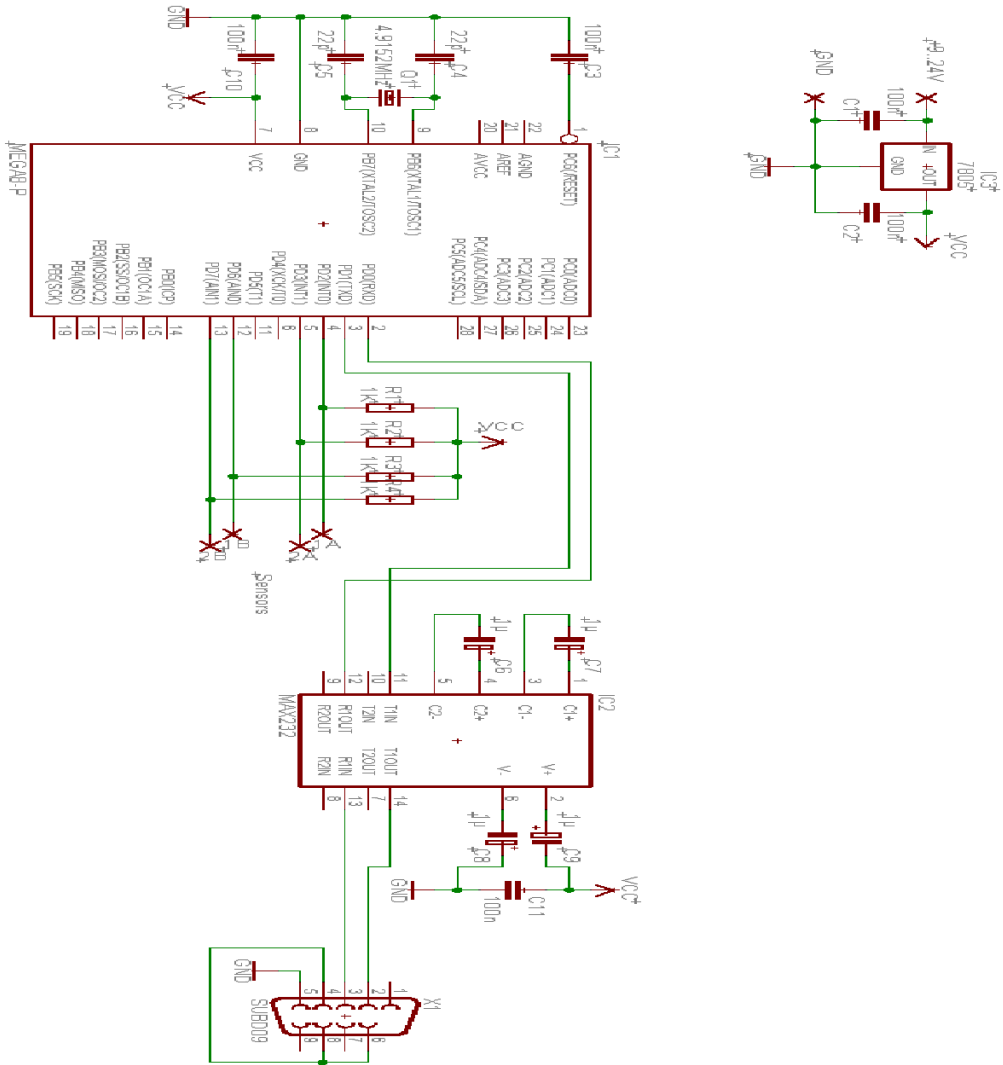 GND
100n
C10
VCC
22p
C5
4.9152MHz
Q1
22p
C4
100n
C3
+9..24V
GND
100n
C1
GND
IN
OUT
GND
IC3
7805
100n
C2
VCC
IC1
MEGA8-P
7
8
10
9
20
21
22
1
VCC
GND
PB7(XTAL2/TOSC2)
PB6(XTAL1/TOSC1)
AVCC
AREF
AGND
PC6(/RESET)
PB5(SCK)
PB4(MISO)
PB3(MOSI/OC2)
PB2(SS/OC1B)
PB1(OC1A)
PB0(ICP)
PD7(AIN1)
PD6(AIN0)
PD5(T1)
PD4(XCK/T0)
PD3(INT1)
PD2(INT0)
PD1(TXD)
PD0(RXD)
PC5(ADC5/SCL)
PC4(ADC4/SDA)
PC3(ADC3)
PC2(ADC2)
PC1(ADC1)
PC0(ADC0)
19
18
17
16
15
14
13
12
11
6
5
4
3
2
28
27
26
25
24
23
R1
1k
R2
1k
R3
1k
R4
1k
VCC
2B
1B
2A
1A
Sensors
1µ
C6
1µ
C7
IC2
MAX232
9
12
10
11
5
4
3
1
R2OUT
R1OUT
T2IN
T1IN
C2-
C2+
C1-
C1+
R2IN
R1IN
T2OUT
T1OUT
V-
V+
8
13
7
14
6
2
1µ
C8
1µ
C9
GND
C11
100n
VCC
GND
X1
SUBD09
5
4
3
2
1
9
8
7
6